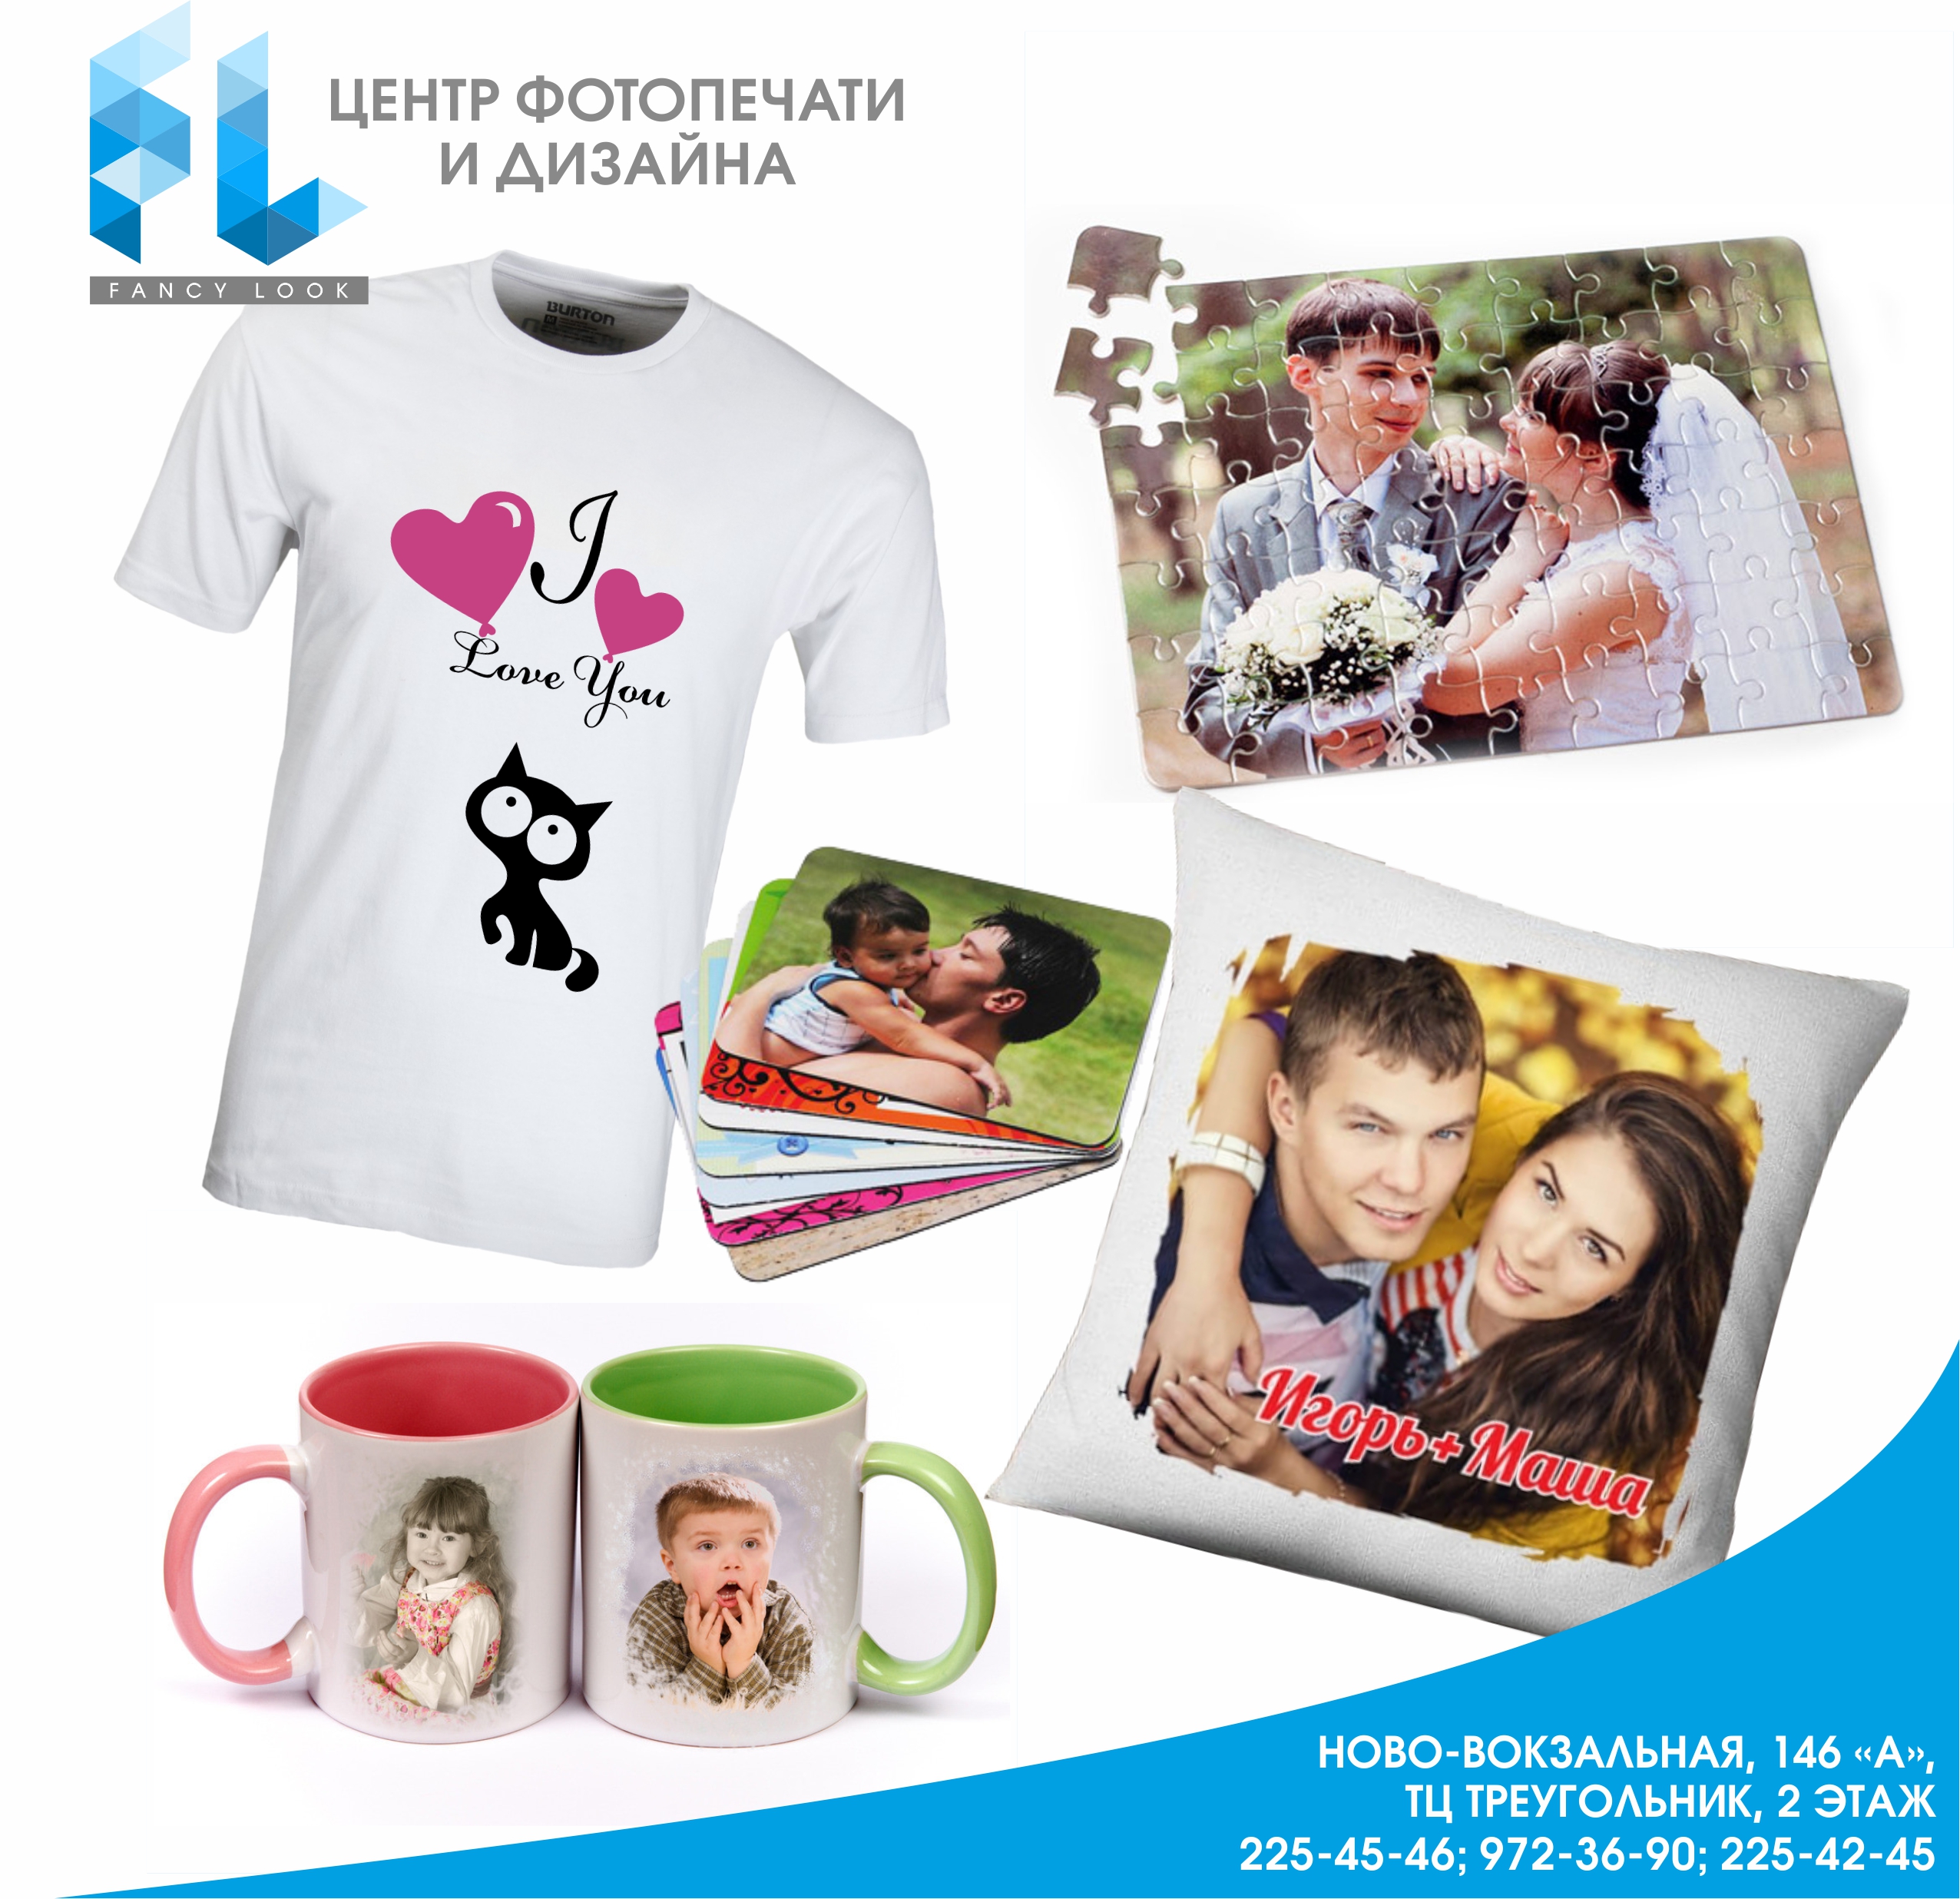 ЦЕНТР ФОТОПЕЧАТИ
И ДИЗАЙНА
FANCY LOOK
BURTON
I
Love You
Игорь+Маша
НОВО-ВОКЗАЛЬНАЯ, 146 «А»,
ТЦ ТРЕУГОЛЬНИК, 2 ЭТАЖ
225-45-46; 972-36-90; 225-42-45